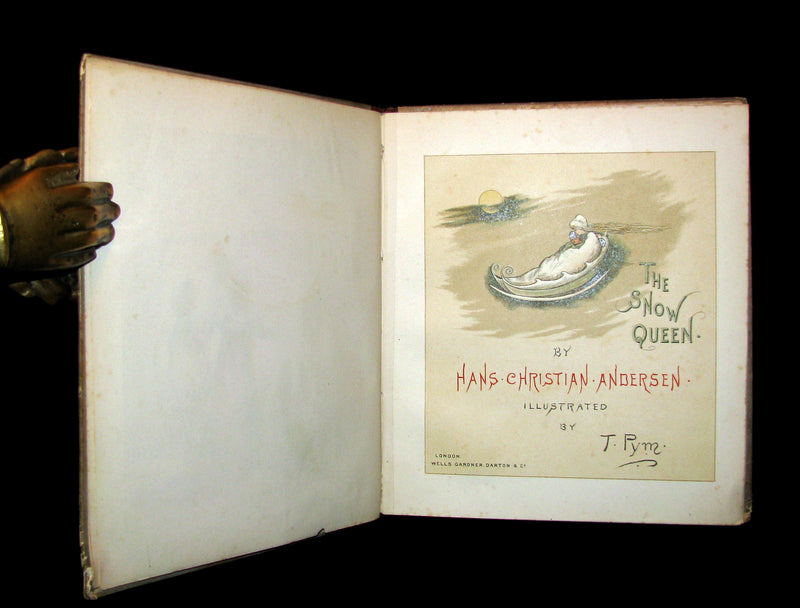 THE
SNOW
QUEEN.
BY
HANS · CHRISTIAN · ANDERSEN ·
ILLUSTRATED
BY
T. Pym.
LONDON.
WELLS. GARDNER. DARTON & Co.